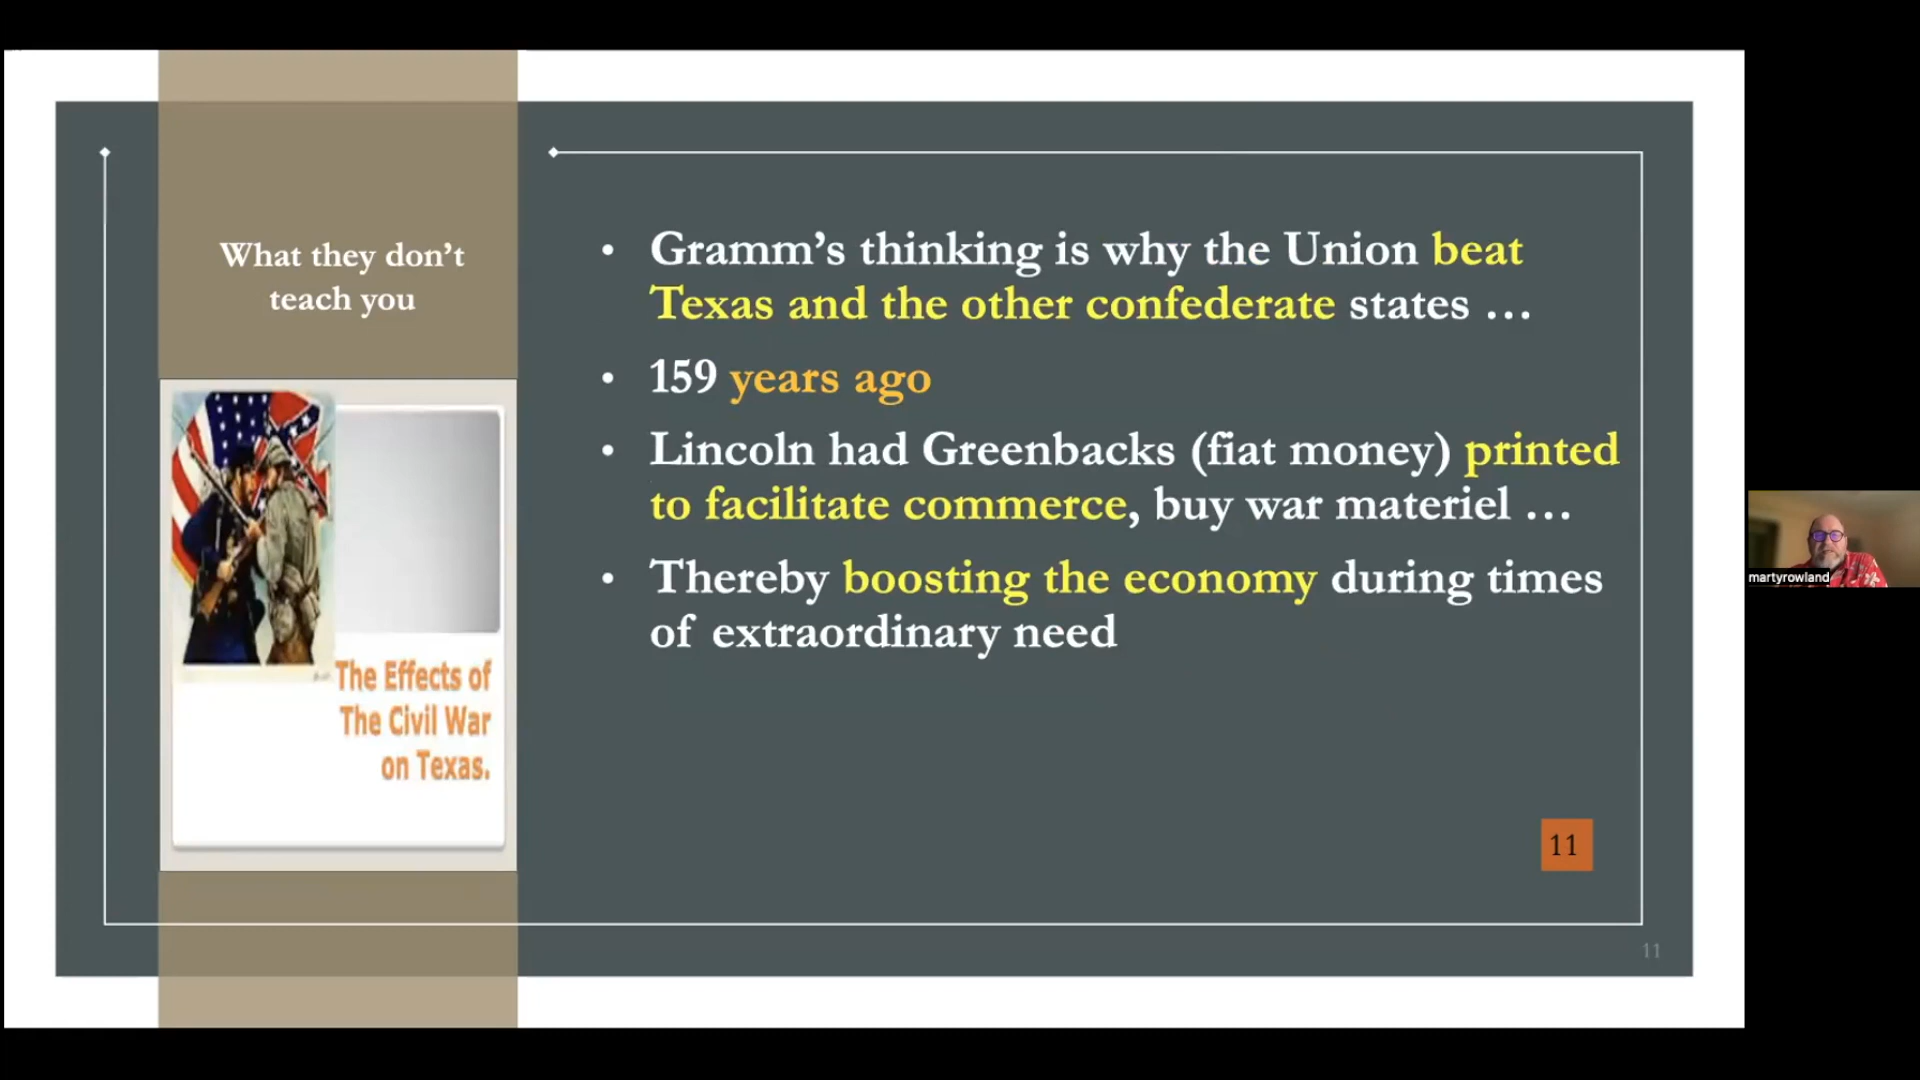 What they don’t
teach you
The Effects of
The Civil War
on Texas.
• Gramm’s thinking is why the Union beat
Texas and the other confederate states …
• 159 years ago
• Lincoln had Greenbacks (fiat money) printed
to facilitate commerce, buy war materiel …
• Thereby boosting the economy during times
of extraordinary need
11
11
martyrowland